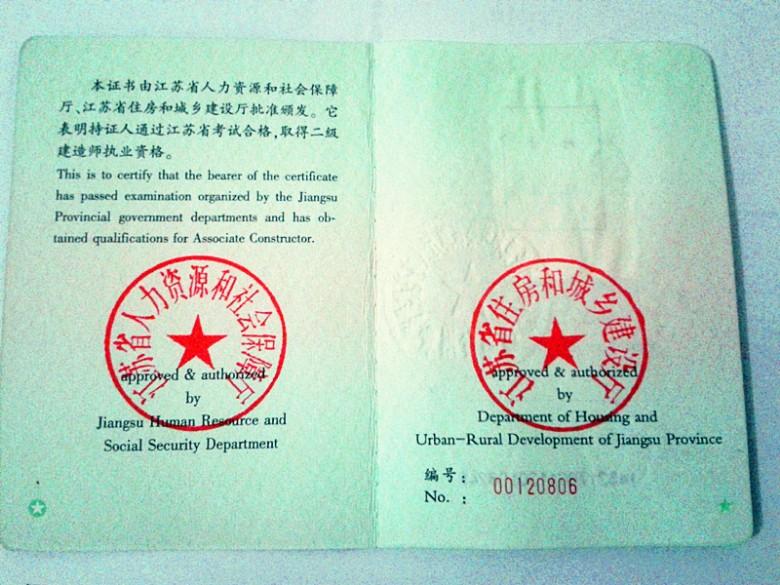 本证书由江苏省人力资源和社会保障
厅、江苏省住房和城乡建设厅批准颁发。它
表明持证人通过江苏省考试合格,取得二级
建造师执业资格。
This is to certify that the bearer of the certificate
has passed examination organized by the Jiangsu
Provincial government departments and has ob-
tained qualifications for Associate Constructor.
江苏省人力资源和社会保障厅
approved & authorized
by
Jiangsu Human Resource and
Social Security Department
江苏省住房和城乡建设厅
approved & authorized
by
Department of Housing and
Urban-Rural Development of Jiangsu Province
编号:
No. : 00120806